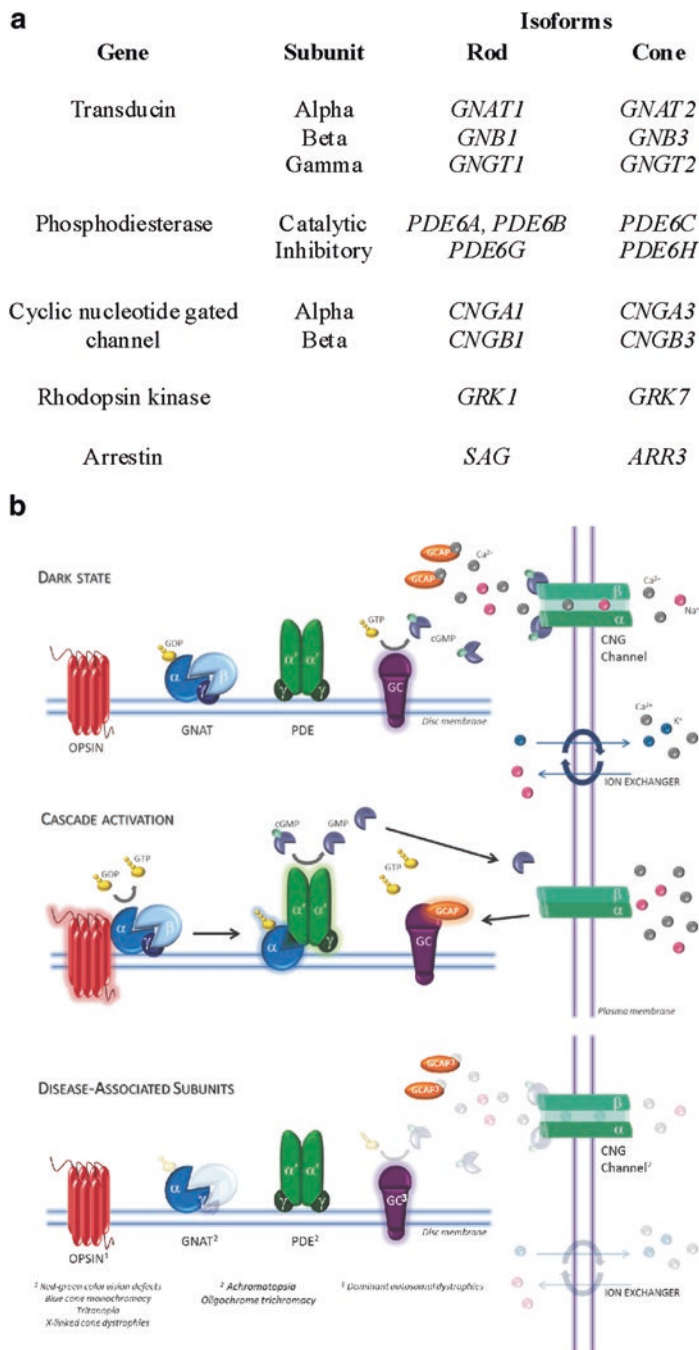 a
Isoforms
Gene Subunit Rod Cone
Transducin Alpha GNAT1 GNAT2
Beta GNB1 GNB3
Gamma GNGT1 GNGT2
Phosphodiesterase Catalytic PDE6A, PDE6B PDE6C
Inhibitory PDE6G PDE6H
Cyclic nucleotide gated Alpha CNGA1 CNGA3
channel Beta CNGB1 CNGB3
Rhodopsin kinase GRK1 GRK7
Arrestin SAG ARR3
b
DARK STATE
GCAP
GCAP
Ca²⁺
GTP
cGMP
GDP
α β γ
α' α'
γ γ
GC
β
α
Ca²⁺
Na⁺
CNG
Channel
OPSIN
GNAT
PDE
Disc membrane
Ca²⁺
K⁺
ION EXCHANGER
CASCADE ACTIVATION
cGMP GMP
GDP GTP
GTP
α β γ
α
α' α'
γ
GCAP
GC
β
α
Plasma membrane
DISEASE-ASSOCIATED SUBUNITS
GCAP³
GCAP³
α γ
α' α'
γ γ
GC³
β
α
CNG
Channel²
OPSIN¹
GNAT²
PDE²
Disc membrane
ION EXCHANGER
¹ Red-green color vision defects
Blue cone monochromacy
Tritanopia
X-linked cone dystrophies
² Achromatopsia
Oligochrome trichromacy
³ Dominant autosomal dystrophies